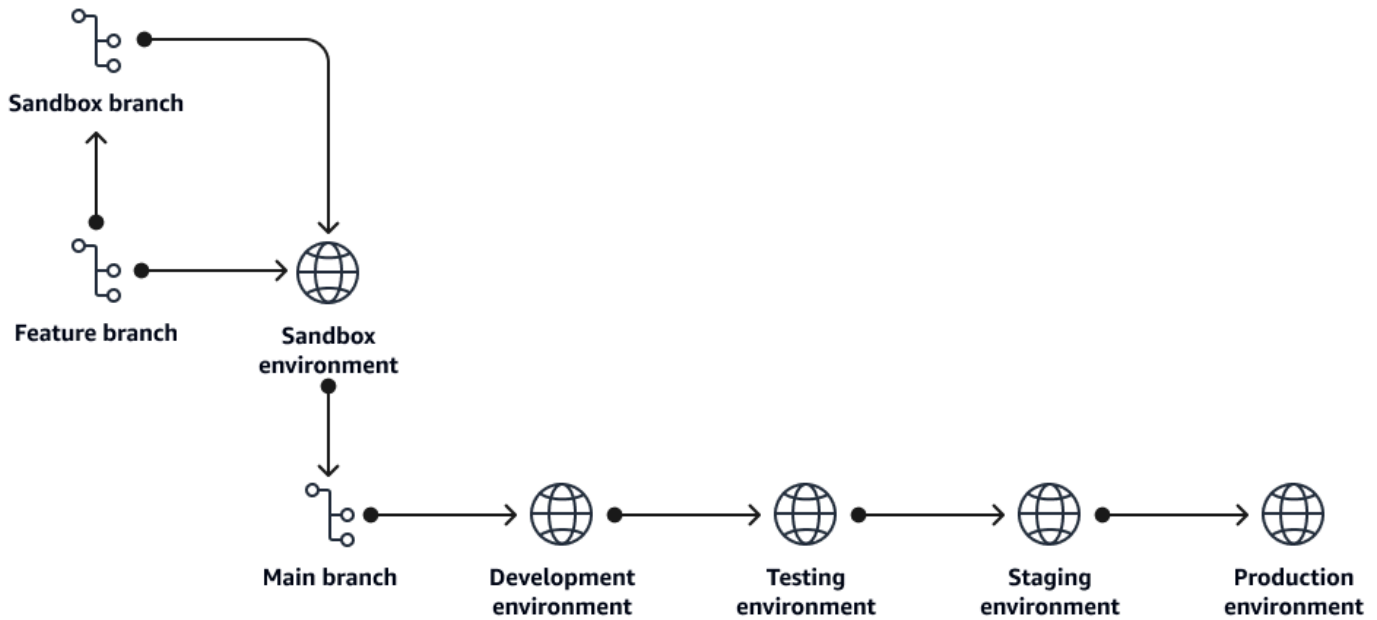 Sandbox branch
Feature branch
Sandbox
environment
Main branch
Development
environment
Testing
environment
Staging
environment
Production
environment